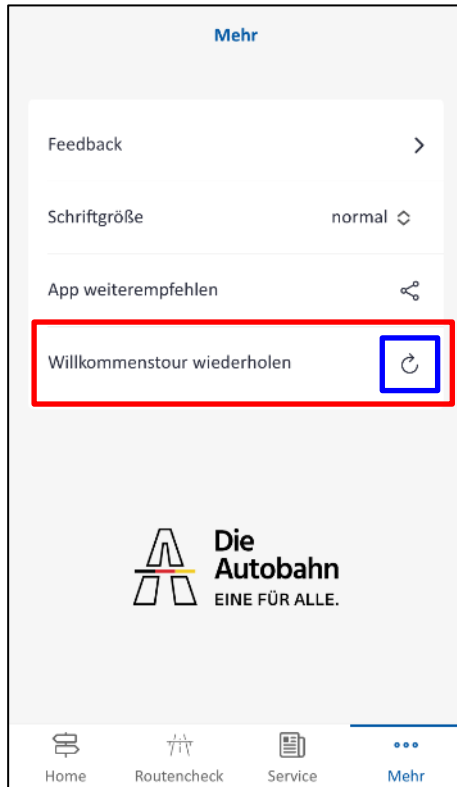 Mehr
Feedback
Schriftgröße normal
App weiterempfehlen
Willkommenstour wiederholen
Die
Autobahn
EINE FÜR ALLE.
Home Routencheck Service Mehr